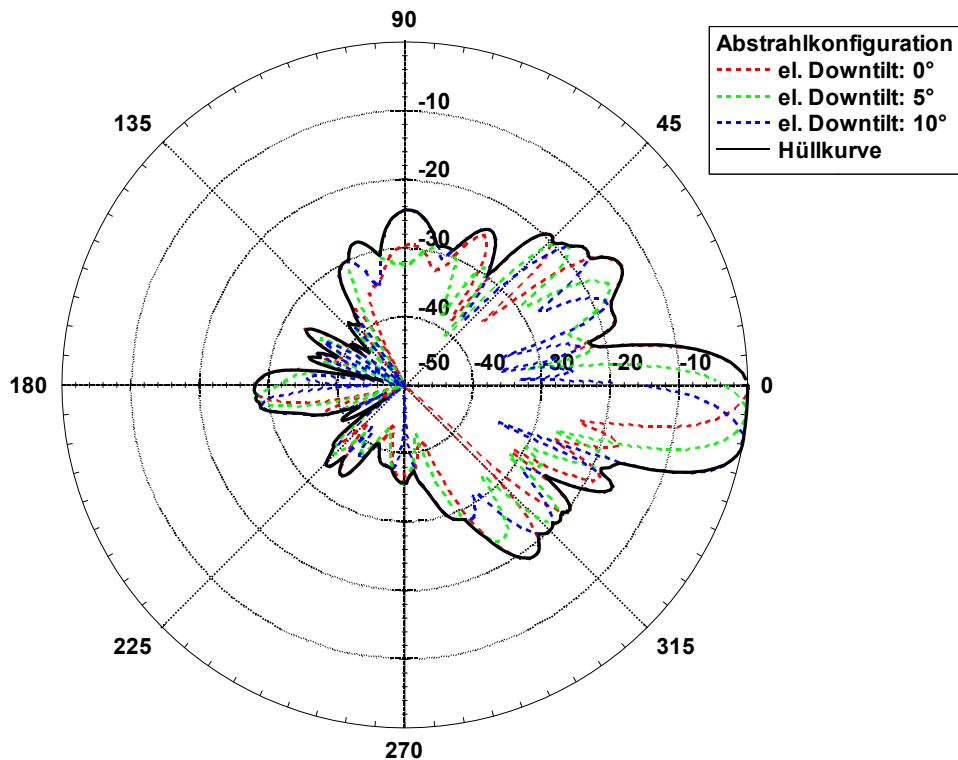 90
Abstrahlkonfiguration
el. Downtilt: 0°
el. Downtilt: 5°
el. Downtilt: 10°
Hüllkurve
135
45
-10
-20
-30
-40
-50 -40 -30 -20 -10
180
0
225
315
270